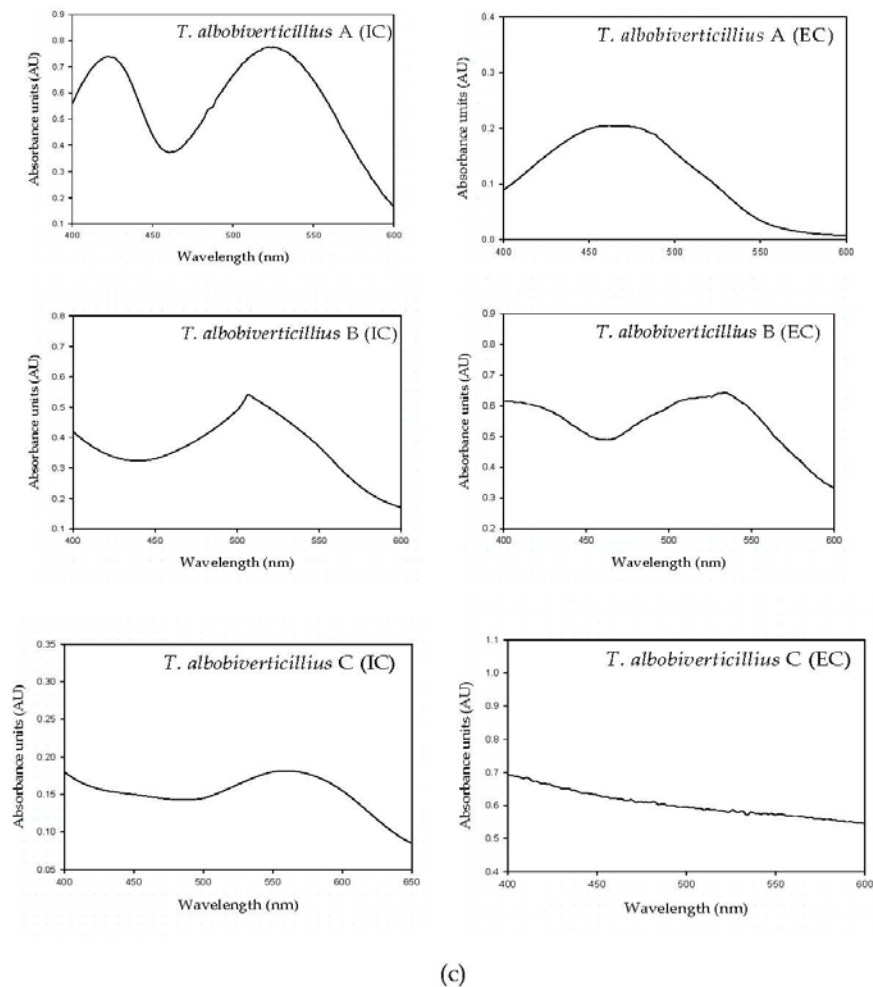 T. albobiverticillius A (IC)
Absorbance units (AU)
0.9
0.8
0.7
0.6
0.5
0.4
0.3
0.2
0.1
400 450 500 550 600
Wavelength (nm)
T. albobiverticillius A (EC)
Absorbance units (AU)
0.4
0.3
0.2
0.1
0.0
400 450 500 550 600
Wavelength (nm)
T. albobiverticillius B (IC)
Absorbance units (AU)
0.8
0.7
0.6
0.5
0.4
0.3
0.2
0.1
400 450 500 550 600
Wavelength (nm)
T. albobiverticillius B (EC)
Absorbance units (AU)
0.9
0.8
0.7
0.6
0.5
0.4
0.3
0.2
400 450 500 550 600
Wavelength (nm)
T. albobiverticillius C (IC)
Absorbance units (AU)
0.35
0.30
0.25
0.20
0.15
0.10
0.05
400 450 500 550 600 650
Wavelength (nm)
T. albobiverticillius C (EC)
Absorbance units (AU)
1.1
1.0
0.9
0.8
0.7
0.6
0.5
0.4
400 450 500 550 600
Wavelength (nm)
(c)